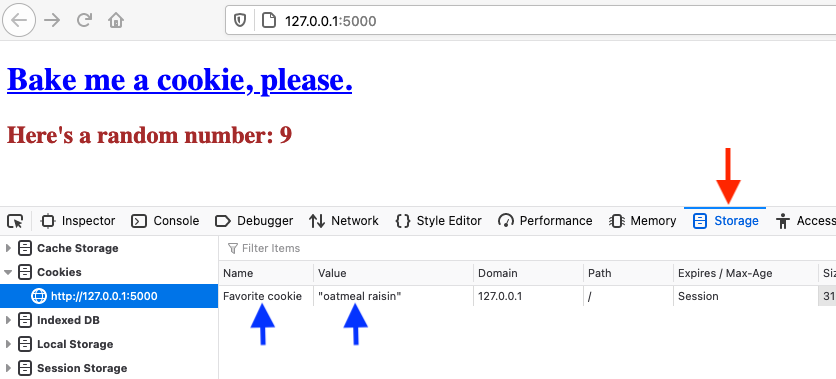 127.0.0.1:5000
Bake me a cookie, please.
Here's a random number: 9
Inspector Console Debugger Network Style Editor Performance Memory Storage Access
Cache Storage Filter Items
Cookies Name Value Domain Path Expires / Max-Age Siz
http://127.0.0.1:5000 Favorite cookie "oatmeal raisin" 127.0.0.1 / Session 31
Indexed DB
Local Storage
Session Storage